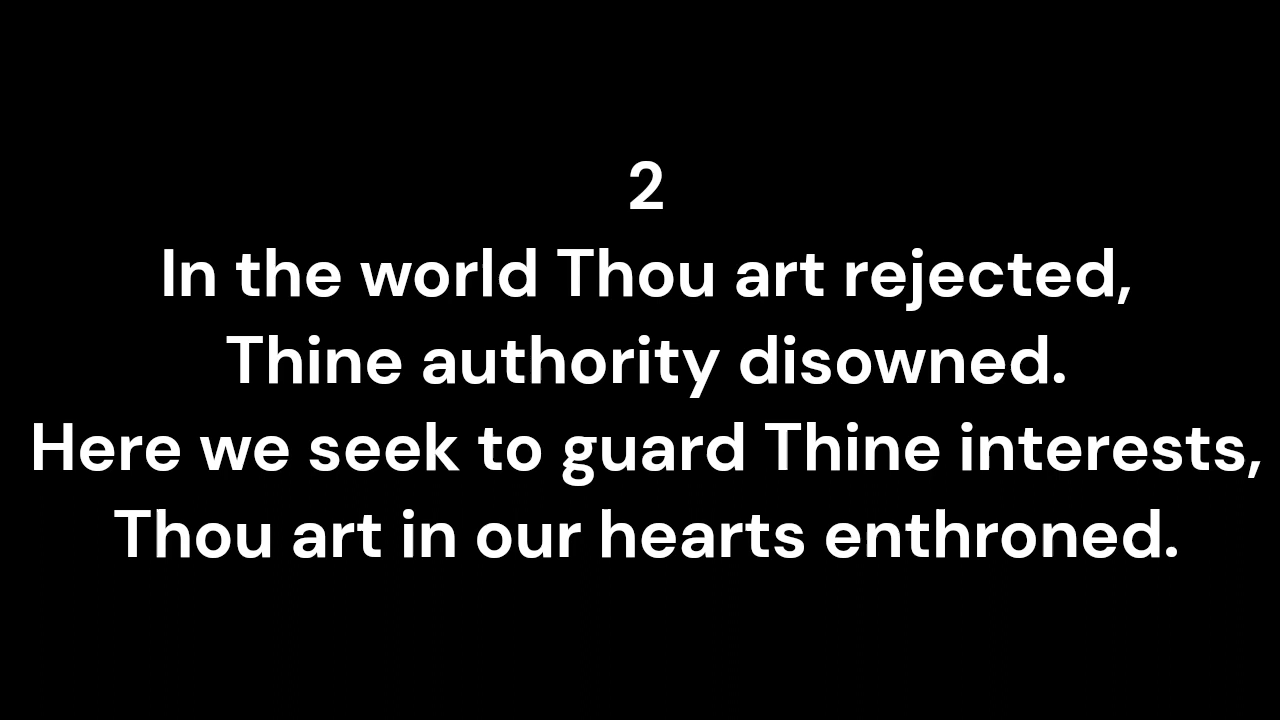 2
In the world Thou art rejected,
Thine authority disowned.
Here we seek to guard Thine interests,
Thou art in our hearts enthroned.